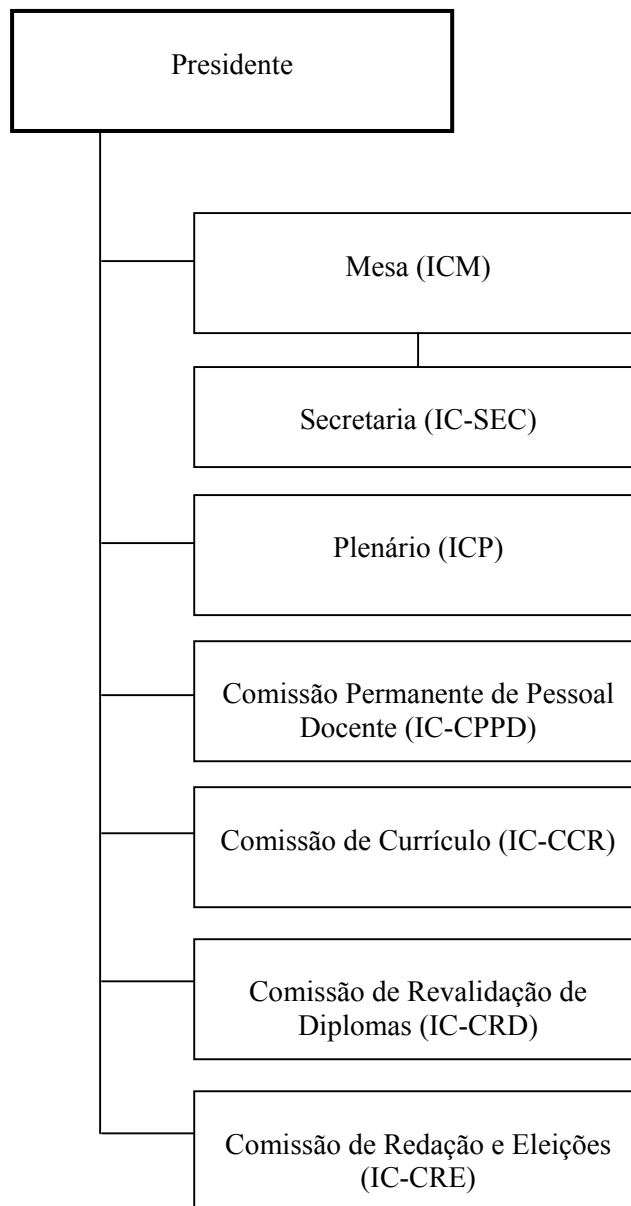 Presidente
Mesa (ICM)
Secretaria (IC-SEC)
Plenário (ICP)
Comissão Permanente de Pessoal
Docente (IC-CPPD)
Comissão de Currículo (IC-CCR)
Comissão de Revalidação de
Diplomas (IC-CRD)
Comissão de Redação e Eleições
(IC-CRE)